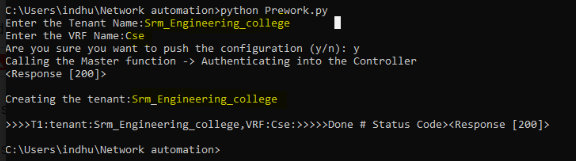 C:\Users\indhu\Network automation>python Prework.py
Enter the Tenant Name:Srm_Engineering_college
Enter the VRF Name:Cse
Are you sure you want to push the configuration (y/n): y
Calling the Master function -> Authenticating into the Controller
<Response [200]>
Creating the tenant:Srm_Engineering_college
>>>>T1:tenant:Srm_Engineering_college,VRF:Cse:>>>>>Done # Status Code><Response [200]>
C:\Users\indhu\Network automation>